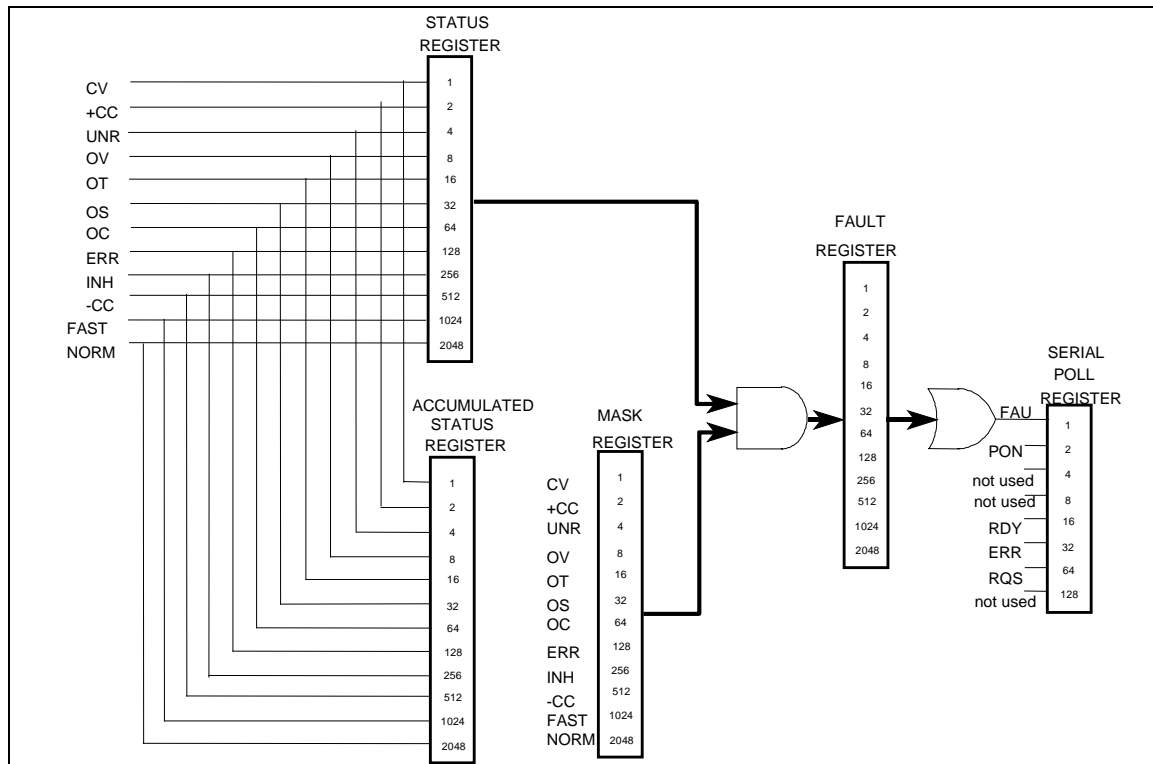 STATUS
REGISTER
CV
+CC
UNR
OV
OT
OS
OC
ERR
INH
-CC
FAST
NORM
1
2
4
8
16
32
64
128
256
512
1024
2048
ACCUMULATED
STATUS
REGISTER
1
2
4
8
16
32
64
128
256
512
1024
2048
MASK
REGISTER
CV
+CC
UNR
OV
OT
OS
OC
ERR
INH
-CC
FAST
NORM
1
2
4
8
16
32
64
128
256
512
1024
2048
FAULT
REGISTER
1
2
4
8
16
32
64
128
256
512
1024
2048
SERIAL
POLL
REGISTER
FAU
PON
not used
not used
RDY
ERR
RQS
not used
1
2
4
8
16
32
64
128